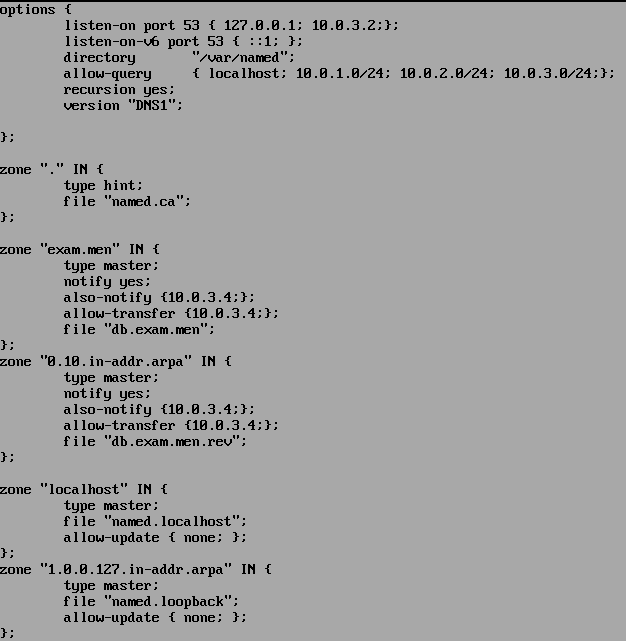 options {
        listen-on port 53 { 127.0.0.1; 10.0.3.2;};
        listen-on-v6 port 53 { ::1; };
        directory       "/var/named";
        allow-query     { localhost; 10.0.1.0/24; 10.0.2.0/24; 10.0.3.0/24;};
        recursion yes;
        version "DNS1";

};

zone "." IN {
        type hint;
        file "named.ca";
};

zone "exam.men" IN {
        type master;
        notify yes;
        also-notify {10.0.3.4;};
        allow-transfer {10.0.3.4;};
        file "db.exam.men";
};
zone "0.10.in-addr.arpa" IN {
        type master;
        notify yes;
        also-notify {10.0.3.4;};
        allow-transfer {10.0.3.4;};
        file "db.exam.men.rev";
};

zone "localhost" IN {
        type master;
        file "named.localhost";
        allow-update { none; };
};
zone "1.0.0.127.in-addr.arpa" IN {
        type master;
        file "named.loopback";
        allow-update { none; };
};